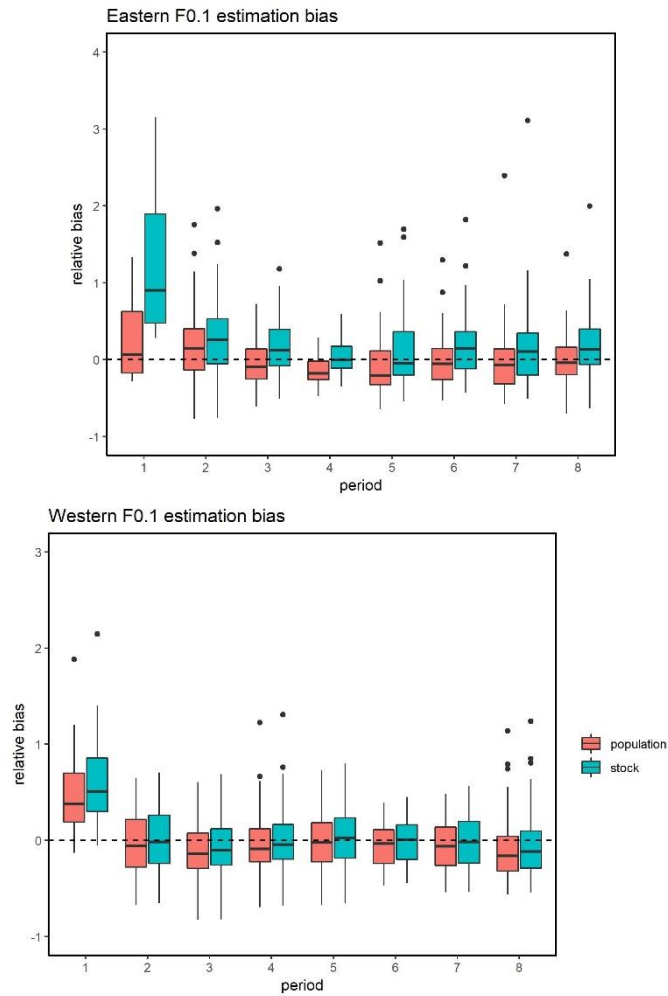 Eastern F0.1 estimation bias
relative bias
4
3
2
1
0
-1
1 2 3 4 5 6 7 8
period
Western F0.1 estimation bias
relative bias
3
2
1
0
-1
1 2 3 4 5 6 7 8
period
population
stock